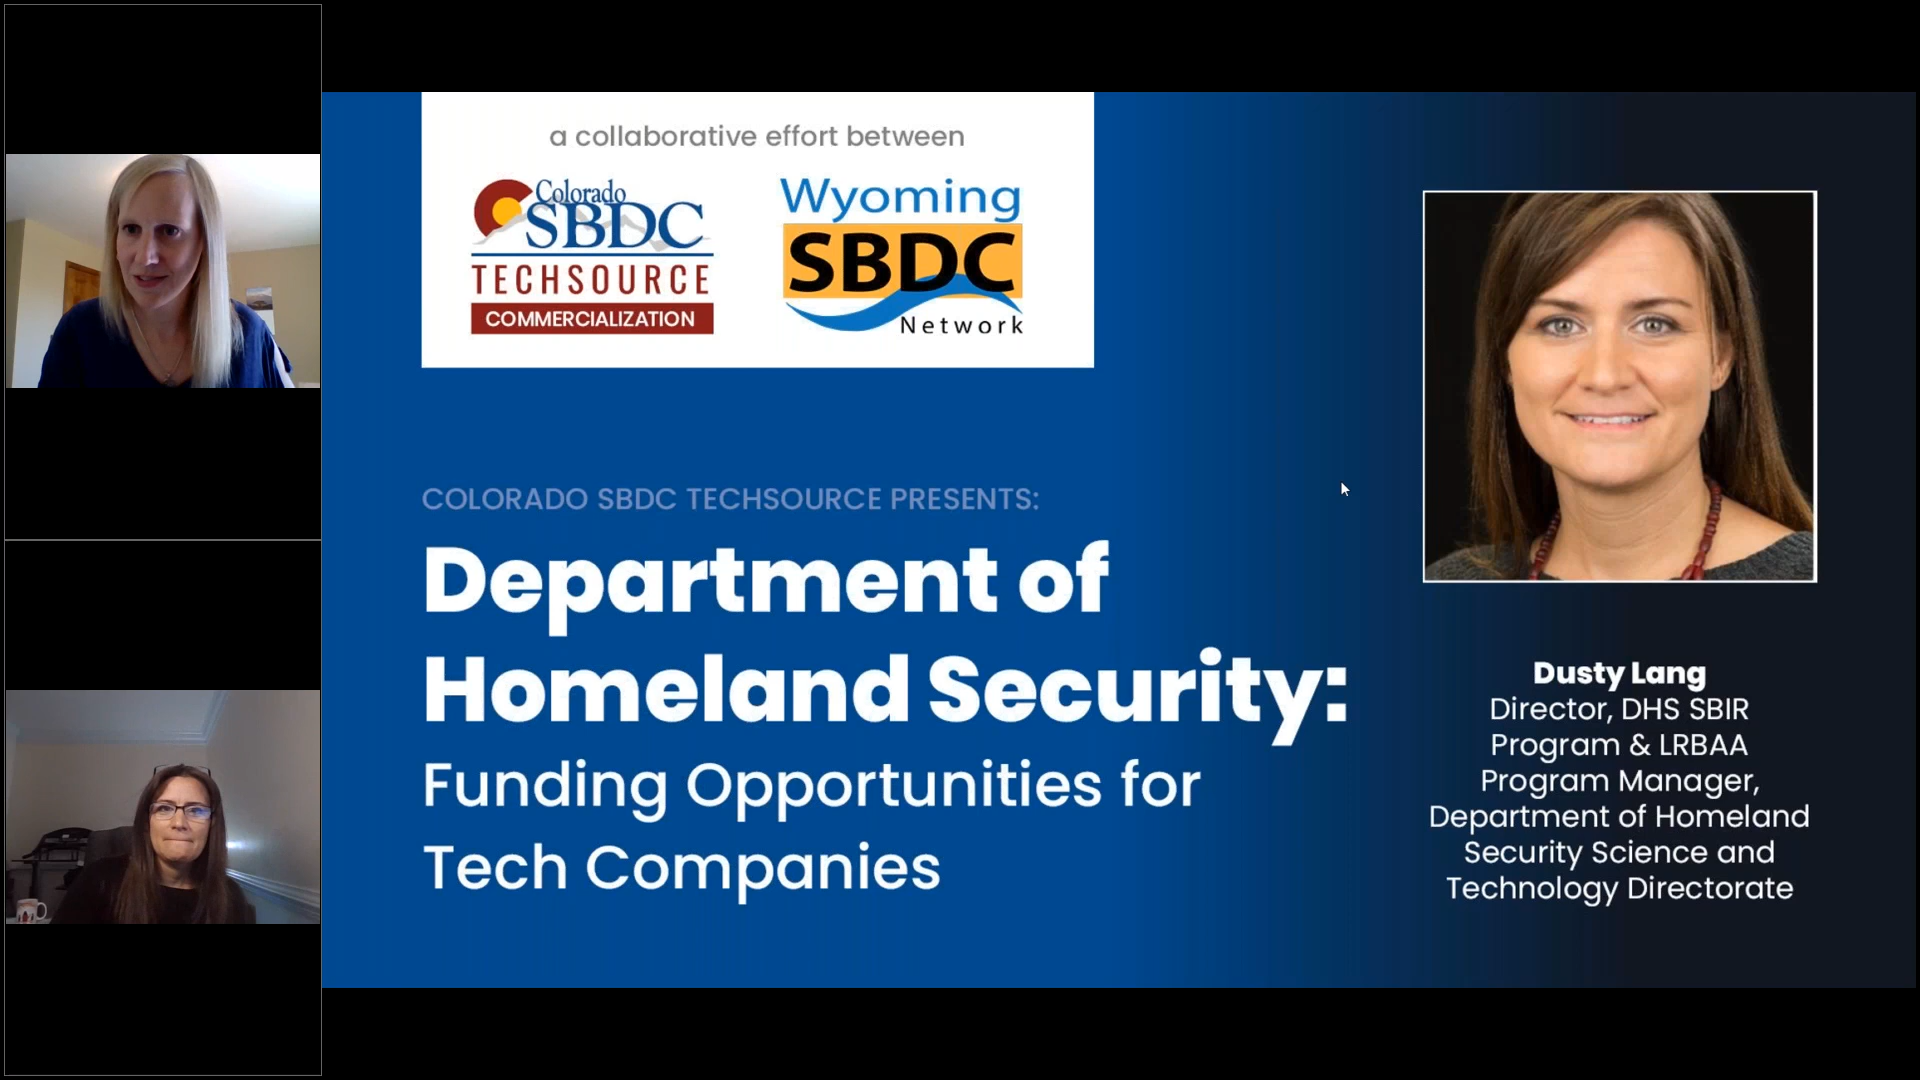 a collaborative effort between
Colorado
SBDC
TECHSOURCE
COMMERCIALIZATION
Wyoming
SBDC
Network
COLORADO SBDC TECHSOURCE PRESENTS:
Department of
Homeland Security:
Funding Opportunities for
Tech Companies
Dusty Lang
Director, DHS SBIR
Program & LRBAA
Program Manager,
Department of Homeland
Security Science and
Technology Directorate